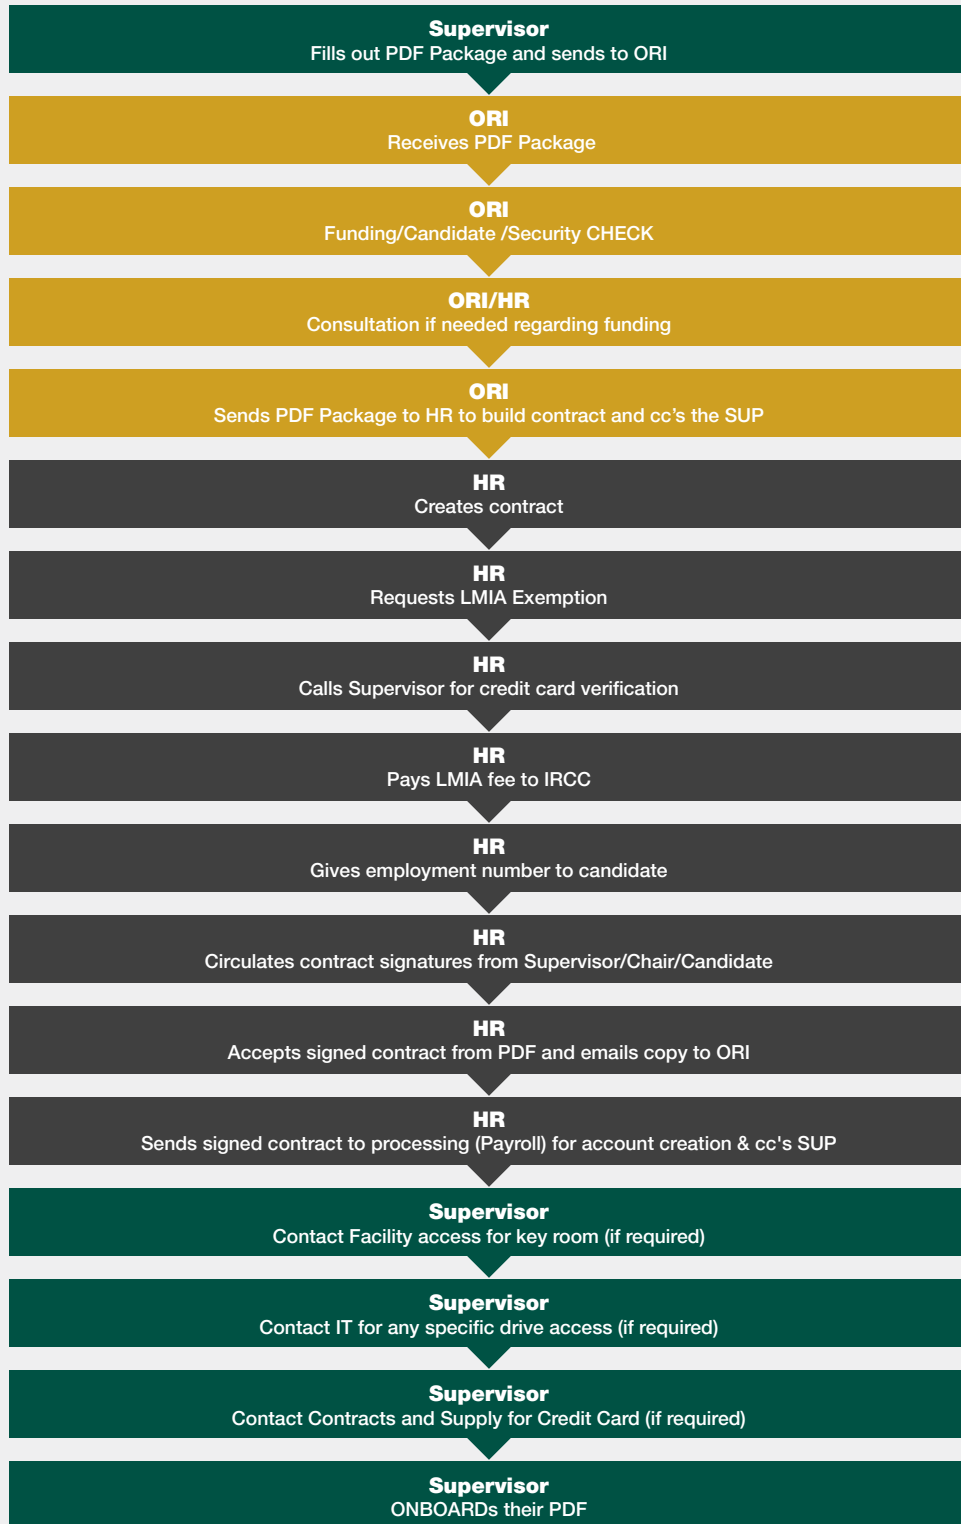 Supervisor
Fills out PDF Package and sends to ORI
ORI
Receives PDF Package
ORI
Funding/Candidate /Security CHECK
ORI/HR
Consultation if needed regarding funding
ORI
Sends PDF Package to HR to build contract and cc’s the SUP
HR
Creates contract
HR
Requests LMIA Exemption
HR
Calls Supervisor for credit card verification
HR
Pays LMIA fee to IRCC
HR
Gives employment number to candidate
HR
Circulates contract signatures from Supervisor/Chair/Candidate
HR
Accepts signed contract from PDF and emails copy to ORI
HR
Sends signed contract to processing (Payroll) for account creation & cc's SUP
Supervisor
Contact Facility access for key room (if required)
Supervisor
Contact IT for any specific drive access (if required)
Supervisor
Contact Contracts and Supply for Credit Card (if required)
Supervisor
ONBOARDs their PDF